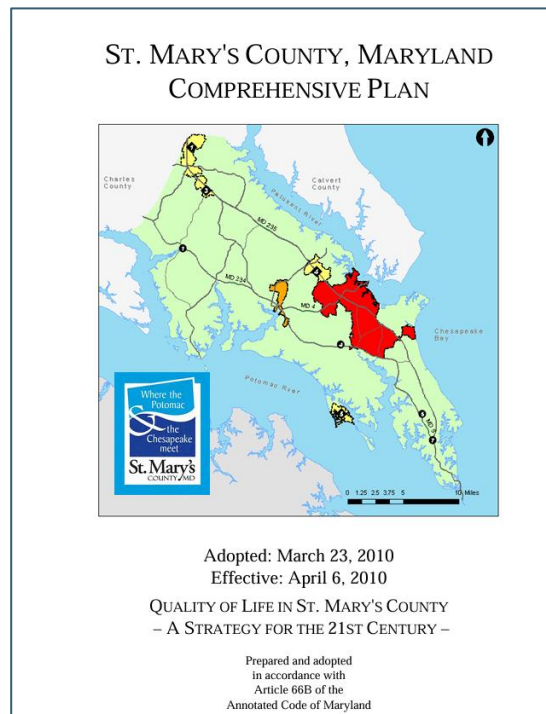 ST. MARY'S COUNTY, MARYLAND
COMPREHENSIVE PLAN
Charles
County
Calvert
County
Patuxent River
MD 235
MD 234
MD 4
Chesapeake
Bay
Potomac River
MD 5
Where the
Potomac
&
the
Chesapeake
meet
St. Mary's
COUNTY, MD
0 1.25 2.5 3.75 5 10 Miles
Adopted: March 23, 2010
Effective: April 6, 2010
QUALITY OF LIFE IN ST. MARY'S COUNTY
– A STRATEGY FOR THE 21ST CENTURY –
Prepared and adopted
in accordance with
Article 66B of the
Annotated Code of Maryland